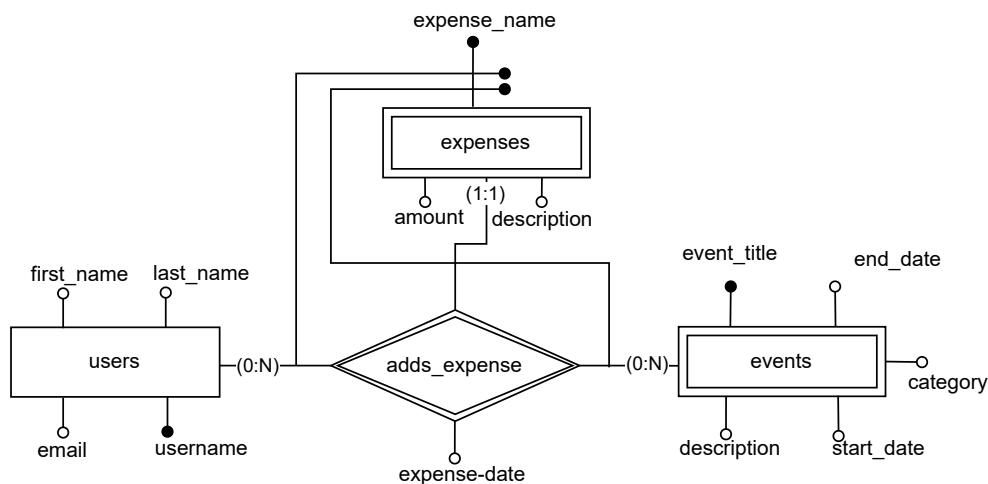 expense_name
expenses
(1:1)
amount
description
first_name
last_name
event_title
end_date
users
(0:N)
adds_expense
(0:N)
events
category
email
username
description
start_date
expense-date